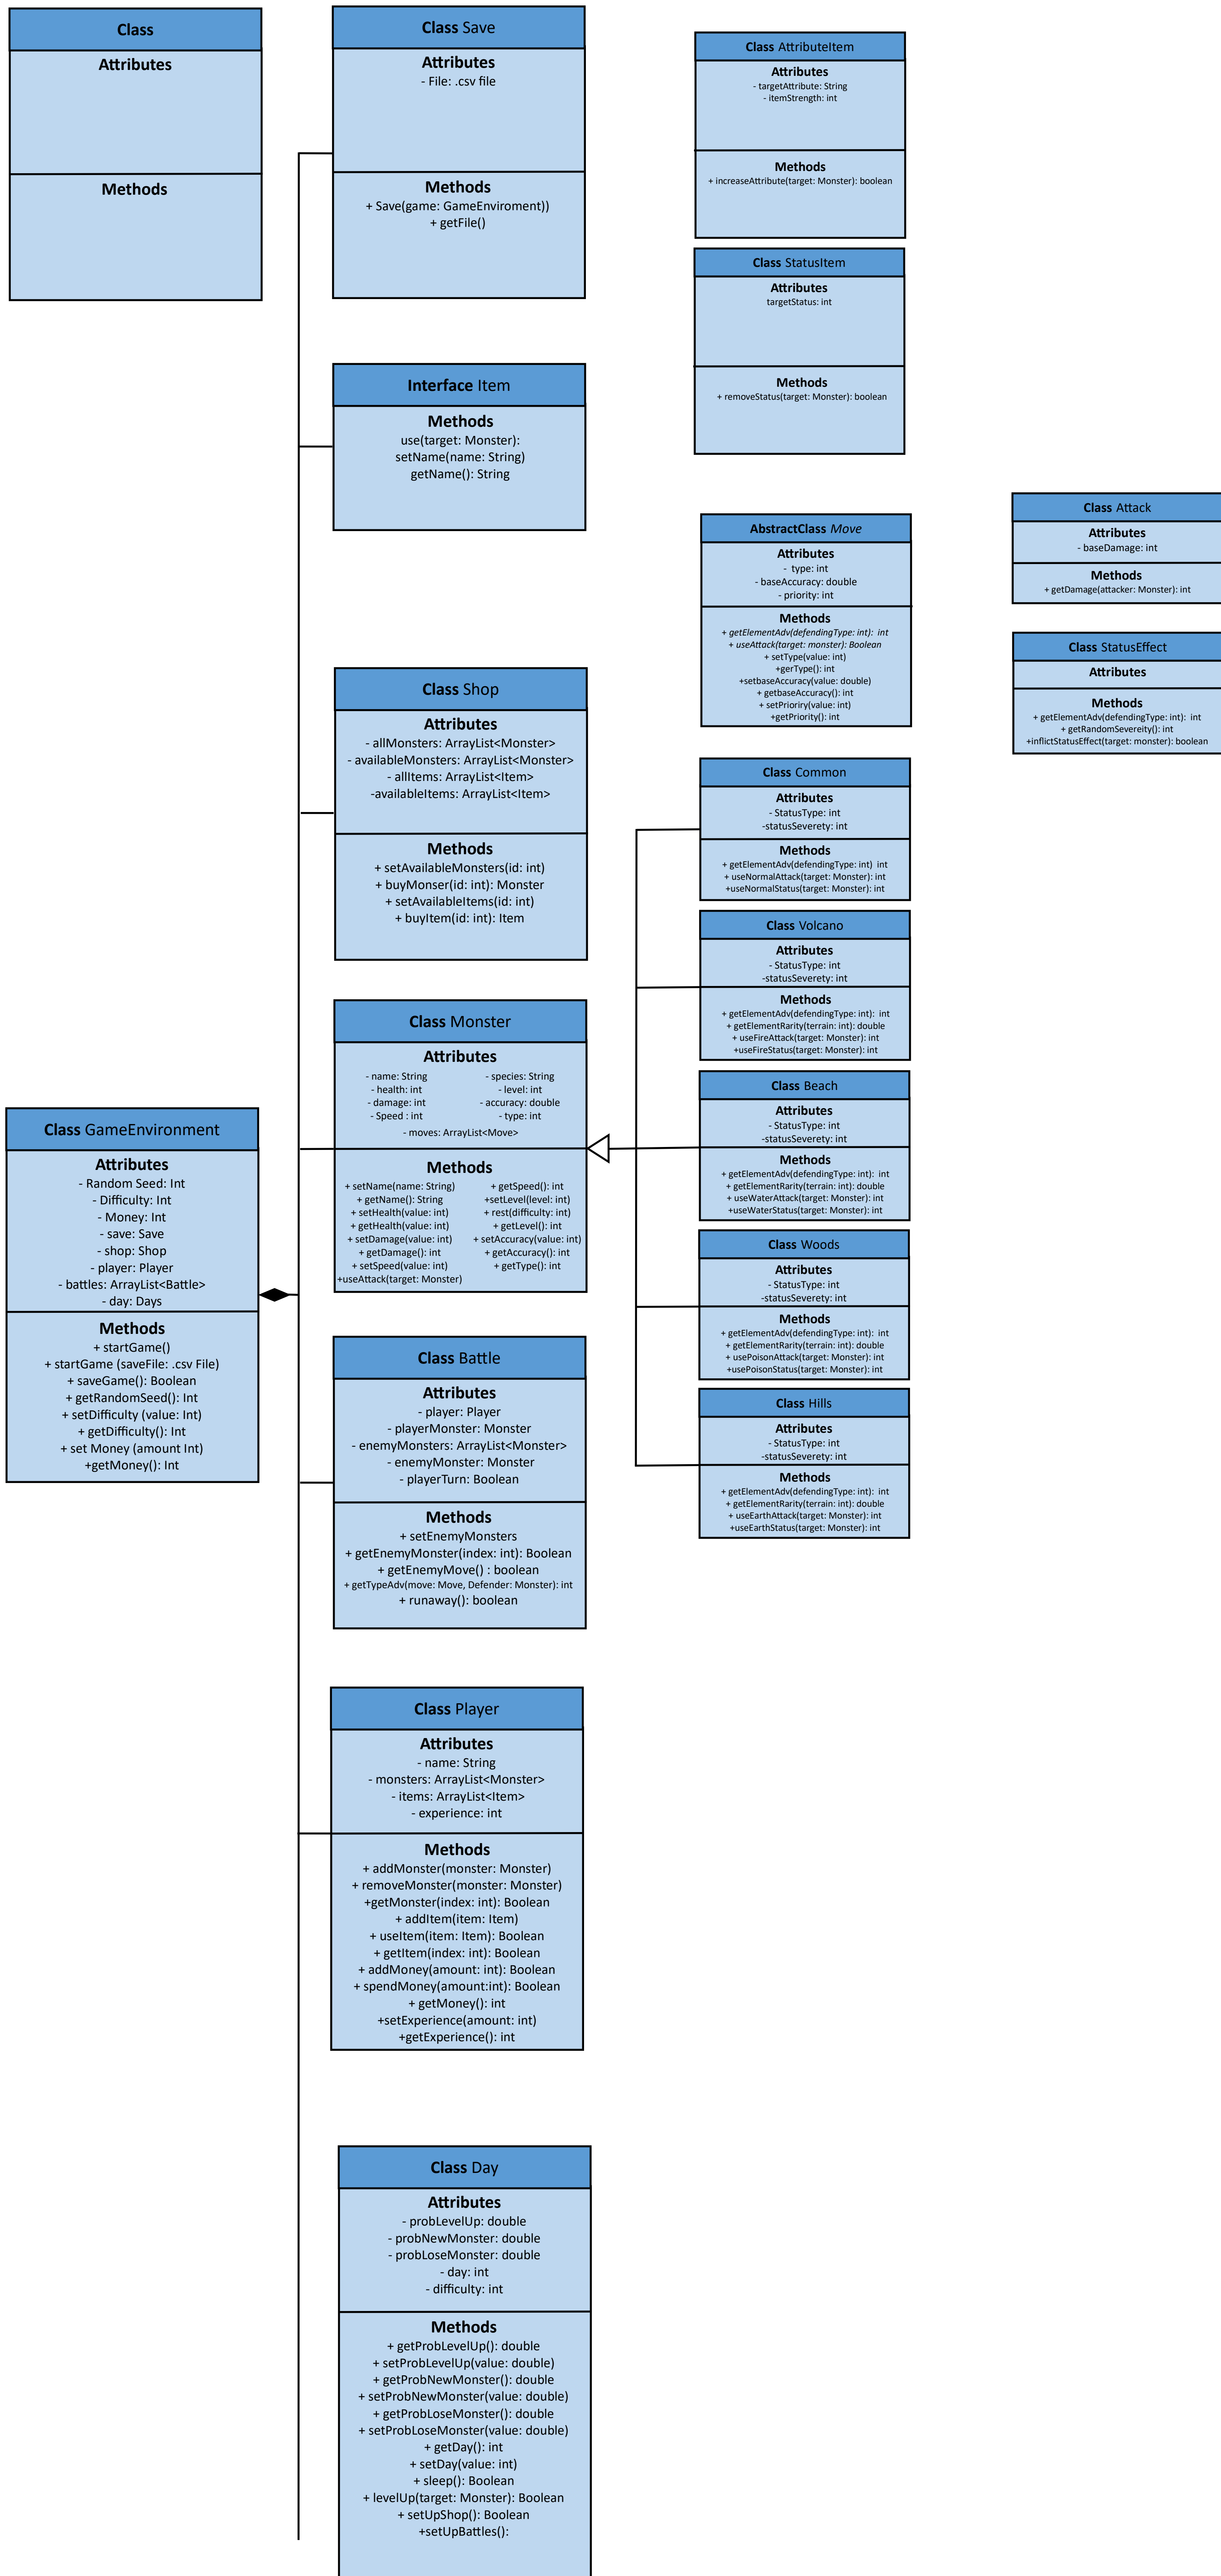 Class
Attributes
Methods
Class Save
Attributes
- File: .csv file
Methods
+ Save(game: GameEnviroment))
+ getFile()
Class AttributeItem
Attributes
- targetAttribute: String
- itemStrength: int
Methods
+ increaseAttribute(target: Monster): boolean
Class StatusItem
Attributes
targetStatus: int
Methods
+ removeStatus(target: Monster): boolean
Interface Item
Methods
use(target: Monster):
setName(name: String)
getName(): String
AbstractClass Move
Attributes
- type: int
- baseAccuracy: double
- priority: int
Methods
+ getElementAdv(defendingType: int): int
+ useAttack(target: monster): Boolean
+ setType(value: int)
+gerType(): int
+setbaseAccuracy(value: double)
+ getbaseAccuracy(): int
+ setPrioriry(value: int)
+getPriority(): int
Class Attack
Attributes
- baseDamage: int
Methods
+ getDamage(attacker: Monster): int
Class StatusEffect
Attributes
Methods
+ getElementAdv(defendingType: int): int
+ getRandomSevereity(): int
+inflictStatusEffect(target: monster): boolean
Class Shop
Attributes
- allMonsters: ArrayList<Monster>
- availableMonsters: ArrayList<Monster>
- allItems: ArrayList<Item>
-availableItems: ArrayList<Item>
Methods
+ setAvailableMonsters(id: int)
+ buyMonser(id: int): Monster
+ setAvailableItems(id: int)
+ buyItem(id: int): Item
Class Common
Attributes
- StatusType: int
-statusSeverety: int
Methods
+ getElementAdv(defendingType: int) int
+ useNormalAttack(target: Monster): int
+useNormalStatus(target: Monster): int
Class Volcano
Attributes
- StatusType: int
-statusSeverety: int
Methods
+ getElementAdv(defendingType: int): int
+ getElementRarity(terrain: int): double
+ useFireAttack(target: Monster): int
+useFireStatus(target: Monster): int
Class Monster
Attributes
- name: String
- health: int
- damage: int
- Speed : int
- species: String
- level: int
- accuracy: double
- type: int
- moves: ArrayList<Move>
Methods
+ setName(name: String)
+ getName(): String
+ setHealth(value: int)
+ getHealth(value: int)
+ setDamage(value: int)
+ getDamage(): int
+ setSpeed(value: int)
+useAttack(target: Monster)
+ getSpeed(): int
+setLevel(level: int)
+ rest(difficulty: int)
+ getLevel(): int
+ setAccuracy(value: int)
+ getAccuracy(): int
+ getType(): int
Class Beach
Attributes
- StatusType: int
-statusSeverety: int
Methods
+ getElementAdv(defendingType: int): int
+ getElementRarity(terrain: int): double
+ useWaterAttack(target: Monster): int
+useWaterStatus(target: Monster): int
Class Woods
Attributes
- StatusType: int
-statusSeverety: int
Methods
+ getElementAdv(defendingType: int): int
+ getElementRarity(terrain: int): double
+ usePoisonAttack(target: Monster): int
+usePoisonStatus(target: Monster): int
Class Hills
Attributes
- StatusType: int
-statusSeverety: int
Methods
+ getElementAdv(defendingType: int): int
+ getElementRarity(terrain: int): double
+ useEarthAttack(target: Monster): int
+useEarthStatus(target: Monster): int
Class GameEnvironment
Attributes
- Random Seed: Int
- Difficulty: Int
- Money: Int
- save: Save
- shop: Shop
- player: Player
- battles: ArrayList<Battle>
- day: Days
Methods
+ startGame()
+ startGame (saveFile: .csv File)
+ saveGame(): Boolean
+ getRandomSeed(): Int
+ setDifficulty (value: Int)
+ getDifficulty(): Int
+ set Money (amount Int)
+getMoney(): Int
Class Battle
Attributes
- player: Player
- playerMonster: Monster
- enemyMonsters: ArrayList<Monster>
- enemyMonster: Monster
- playerTurn: Boolean
Methods
+ setEnemyMonsters
+ getEnemyMonster(index: int): Boolean
+ getEnemyMove() : boolean
+ getTypeAdv(move: Move, Defender: Monster): int
+ runaway(): boolean
Class Player
Attributes
- name: String
- monsters: ArrayList<Monster>
- items: ArrayList<Item>
- experience: int
Methods
+ addMonster(monster: Monster)
+ removeMonster(monster: Monster)
+getMonster(index: int): Boolean
+ addItem(item: Item)
+ useItem(item: Item): Boolean
+ getItem(index: int): Boolean
+ addMoney(amount: int): Boolean
+ spendMoney(amount:int): Boolean
+ getMoney(): int
+setExperience(amount: int)
+getExperience(): int
Class Day
Attributes
- probLevelUp: double
- probNewMonster: double
- probLoseMonster: double
- day: int
- difficulty: int
Methods
+ getProbLevelUp(): double
+ setProbLevelUp(value: double)
+ getProbNewMonster(): double
+ setProbNewMonster(value: double)
+ getProbLoseMonster(): double
+ setProbLoseMonster(value: double)
+ getDay(): int
+ setDay(value: int)
+ sleep(): Boolean
+ levelUp(target: Monster): Boolean
+ setUpShop(): Boolean
+setUpBattles():